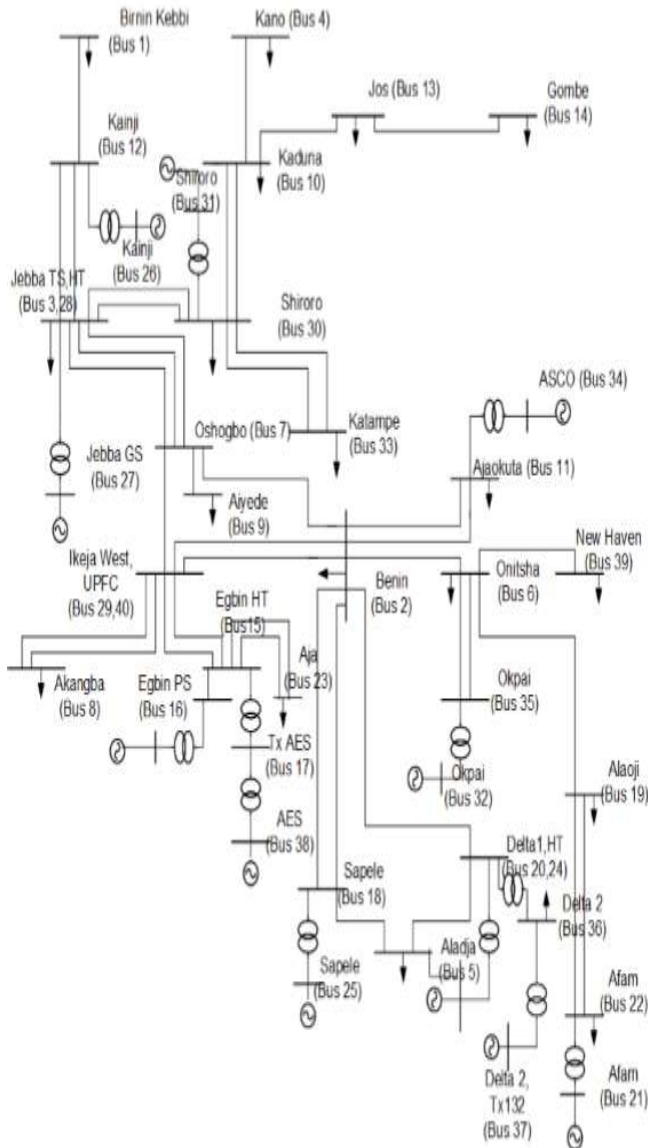 Birnin Kebbi
(Bus 1)
Kano (Bus 4)
Jos (Bus 13)
Gombe
(Bus 14)
Kainji
(Bus 12)
Kaduna
(Bus 10)
Shiroro
(Bus 31)
Kainji
(Bus 26)
Jebba TS,HT
(Bus 3,28)
Shiroro
(Bus 30)
ASCO (Bus 34)
Katampe
(Bus 33)
Oshogbo (Bus 7)
Jebba GS
(Bus 27)
Ajaokuta (Bus 11)
Aiyede
(Bus 9)
New Haven
(Bus 39)
Ikeja West,
UPFC
(Bus 29,40)
Benin
(Bus 2)
Onitsha
(Bus 6)
Egbin HT
(Bus15)
Aja
(Bus 23)
Akangba
(Bus 8)
Egbin PS
(Bus 16)
Okpai
(Bus 35)
Tx AES
(Bus 17)
Okpai
(Bus 32)
Alaoji
(Bus 19)
AES
(Bus 38)
Delta1,HT
(Bus 20,24)
Sapele
(Bus 18)
Delta 2
(Bus 36)
Aladja
(Bus 5)
Sapele
(Bus 25)
Afam
(Bus 22)
Delta 2,
Tx132
(Bus 37)
Afam
(Bus 21)